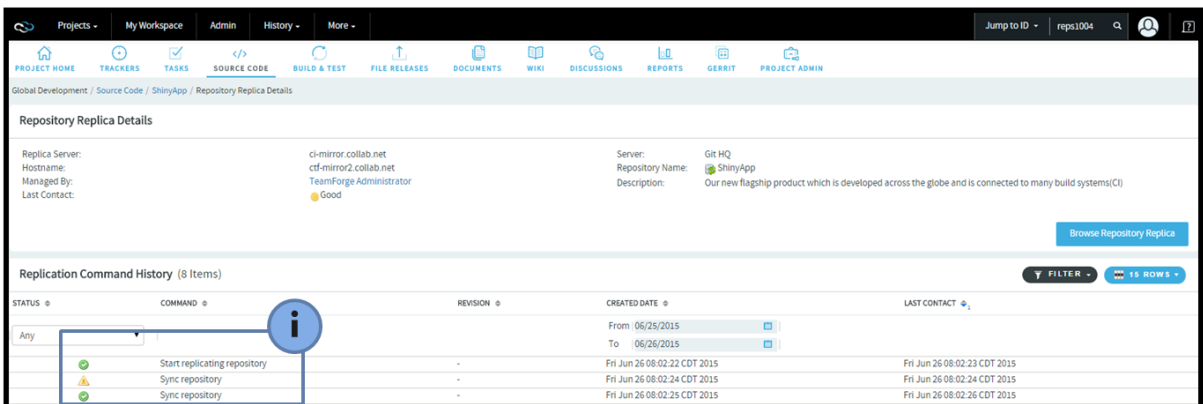 Projects My Workspace Admin History More Jump to ID reps1004
PROJECT HOME TRACKERS TASKS SOURCE CODE BUILD & TEST FILE RELEASES DOCUMENTS WIKI DISCUSSIONS REPORTS GERRIT PROJECT ADMIN
Global Development / Source Code / ShinyApp / Repository Replica Details
Repository Replica Details
Replica Server: ci-mirror.collab.net Server: Git HQ
Hostname: ctf-mirror2.collab.net Repository Name: ShinyApp
Managed By: TeamForge Administrator Description: Our new flagship product which is developed across the globe and is connected to many build systems(CI)
Last Contact: Good
Browse Repository Replica
Replication Command History (8 Items) FILTER 15 ROWS
STATUS COMMAND REVISION CREATED DATE LAST CONTACT 1
i
From 06/25/2015
Any
To 06/26/2015
Start replicating repository - Fri Jun 26 08:02:22 CDT 2015 Fri Jun 26 08:02:23 CDT 2015
Sync repository - Fri Jun 26 08:02:24 CDT 2015 Fri Jun 26 08:02:24 CDT 2015
Sync repository - Fri Jun 26 08:02:25 CDT 2015 Fri Jun 26 08:02:26 CDT 2015